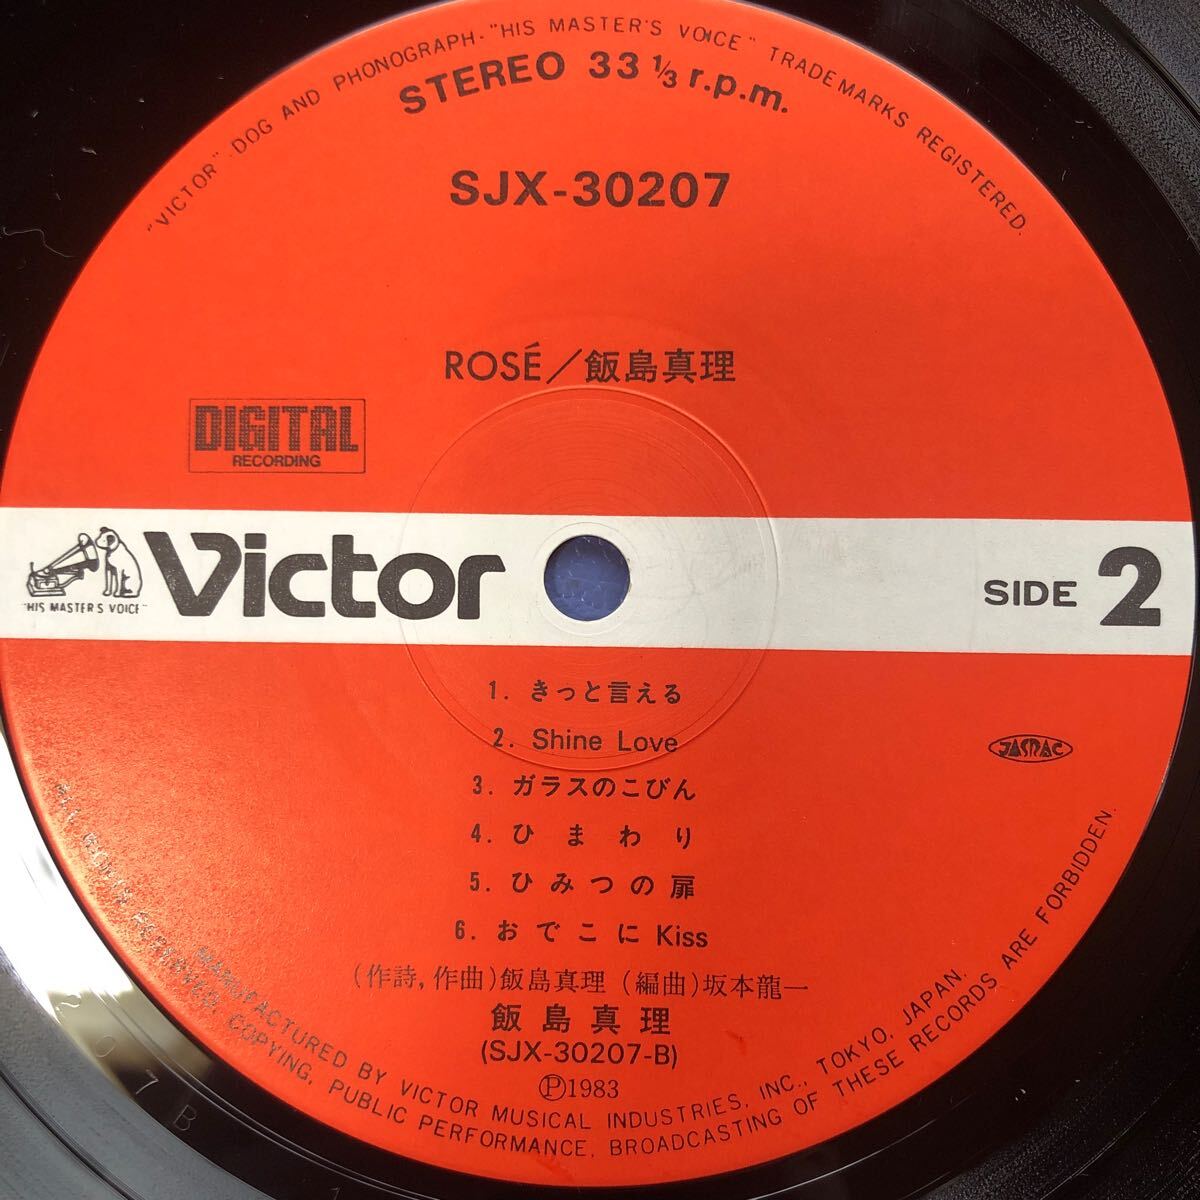 "VICTOR" DOG AND PHONOGRAPH-"HIS MASTER'S VOICE" TRADEMARKS REGISTERED.
STEREO 33 1/3 r.p.m.
SJX-30207
ROSÉ/飯島真理
DIGITAL
RECORDING
"HIS MASTER'S VOICE"
Victor
SIDE 2
1. きっと言える
2. Shine Love
3. ガラスのこびん
4. ひまわり
5. ひみつの扉
6. おでこに Kiss
JASRAC
(作詩,作曲)飯島真理 (編曲)坂本龍一
飯島真理
(SJX-30207-B)
Ⓟ1983
MANUFACTURED BY VICTOR MUSICAL INDUSTRIES, INC., TOKYO, JAPAN.
ALL RIGHTS RESERVED. COPYING, PUBLIC PERFORMANCE, BROADCASTING OF THESE RECORDS ARE FORBIDDEN.
207B